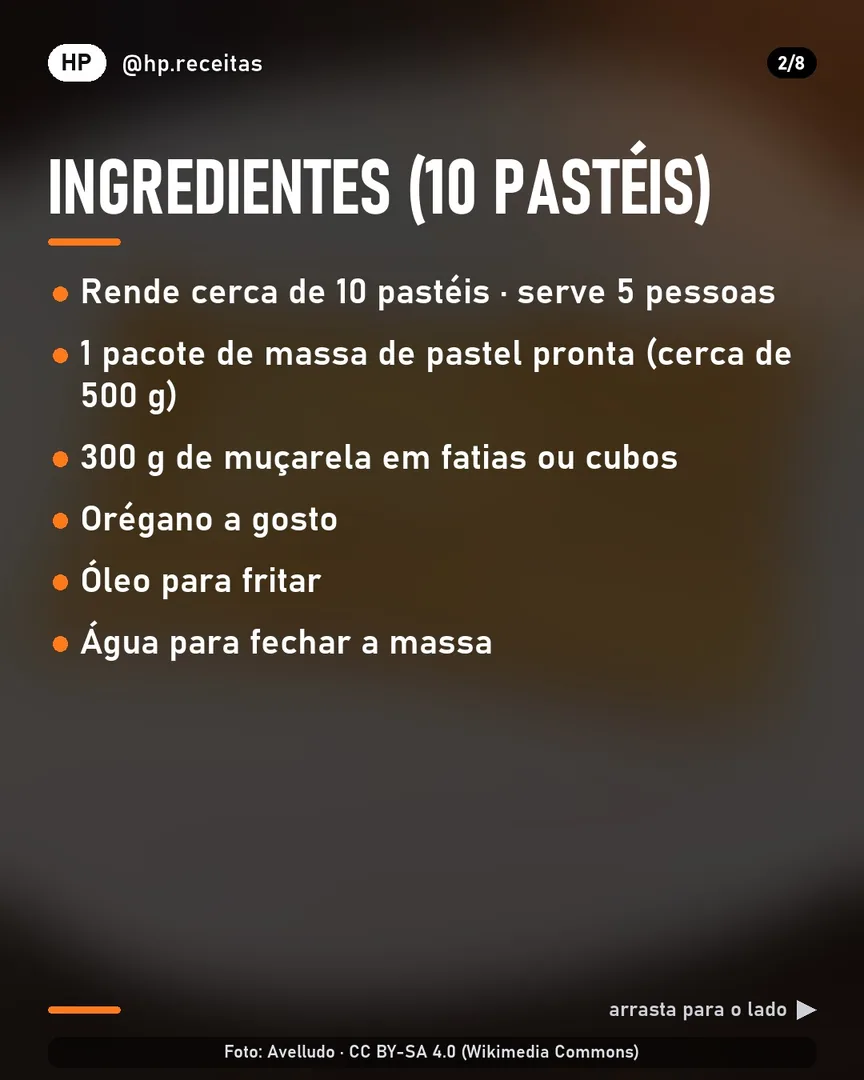 HP @hp.receitas 2/8
INGREDIENTES (10 PASTÉIS)
Rende cerca de 10 pastéis · serve 5 pessoas
1 pacote de massa de pastel pronta (cerca de
500 g)
300 g de muçarela em fatias ou cubos
Orégano a gosto
Óleo para fritar
Água para fechar a massa
arrasta para o lado ▶
Foto: Avelludo · CC BY-SA 4.0 (Wikimedia Commons)